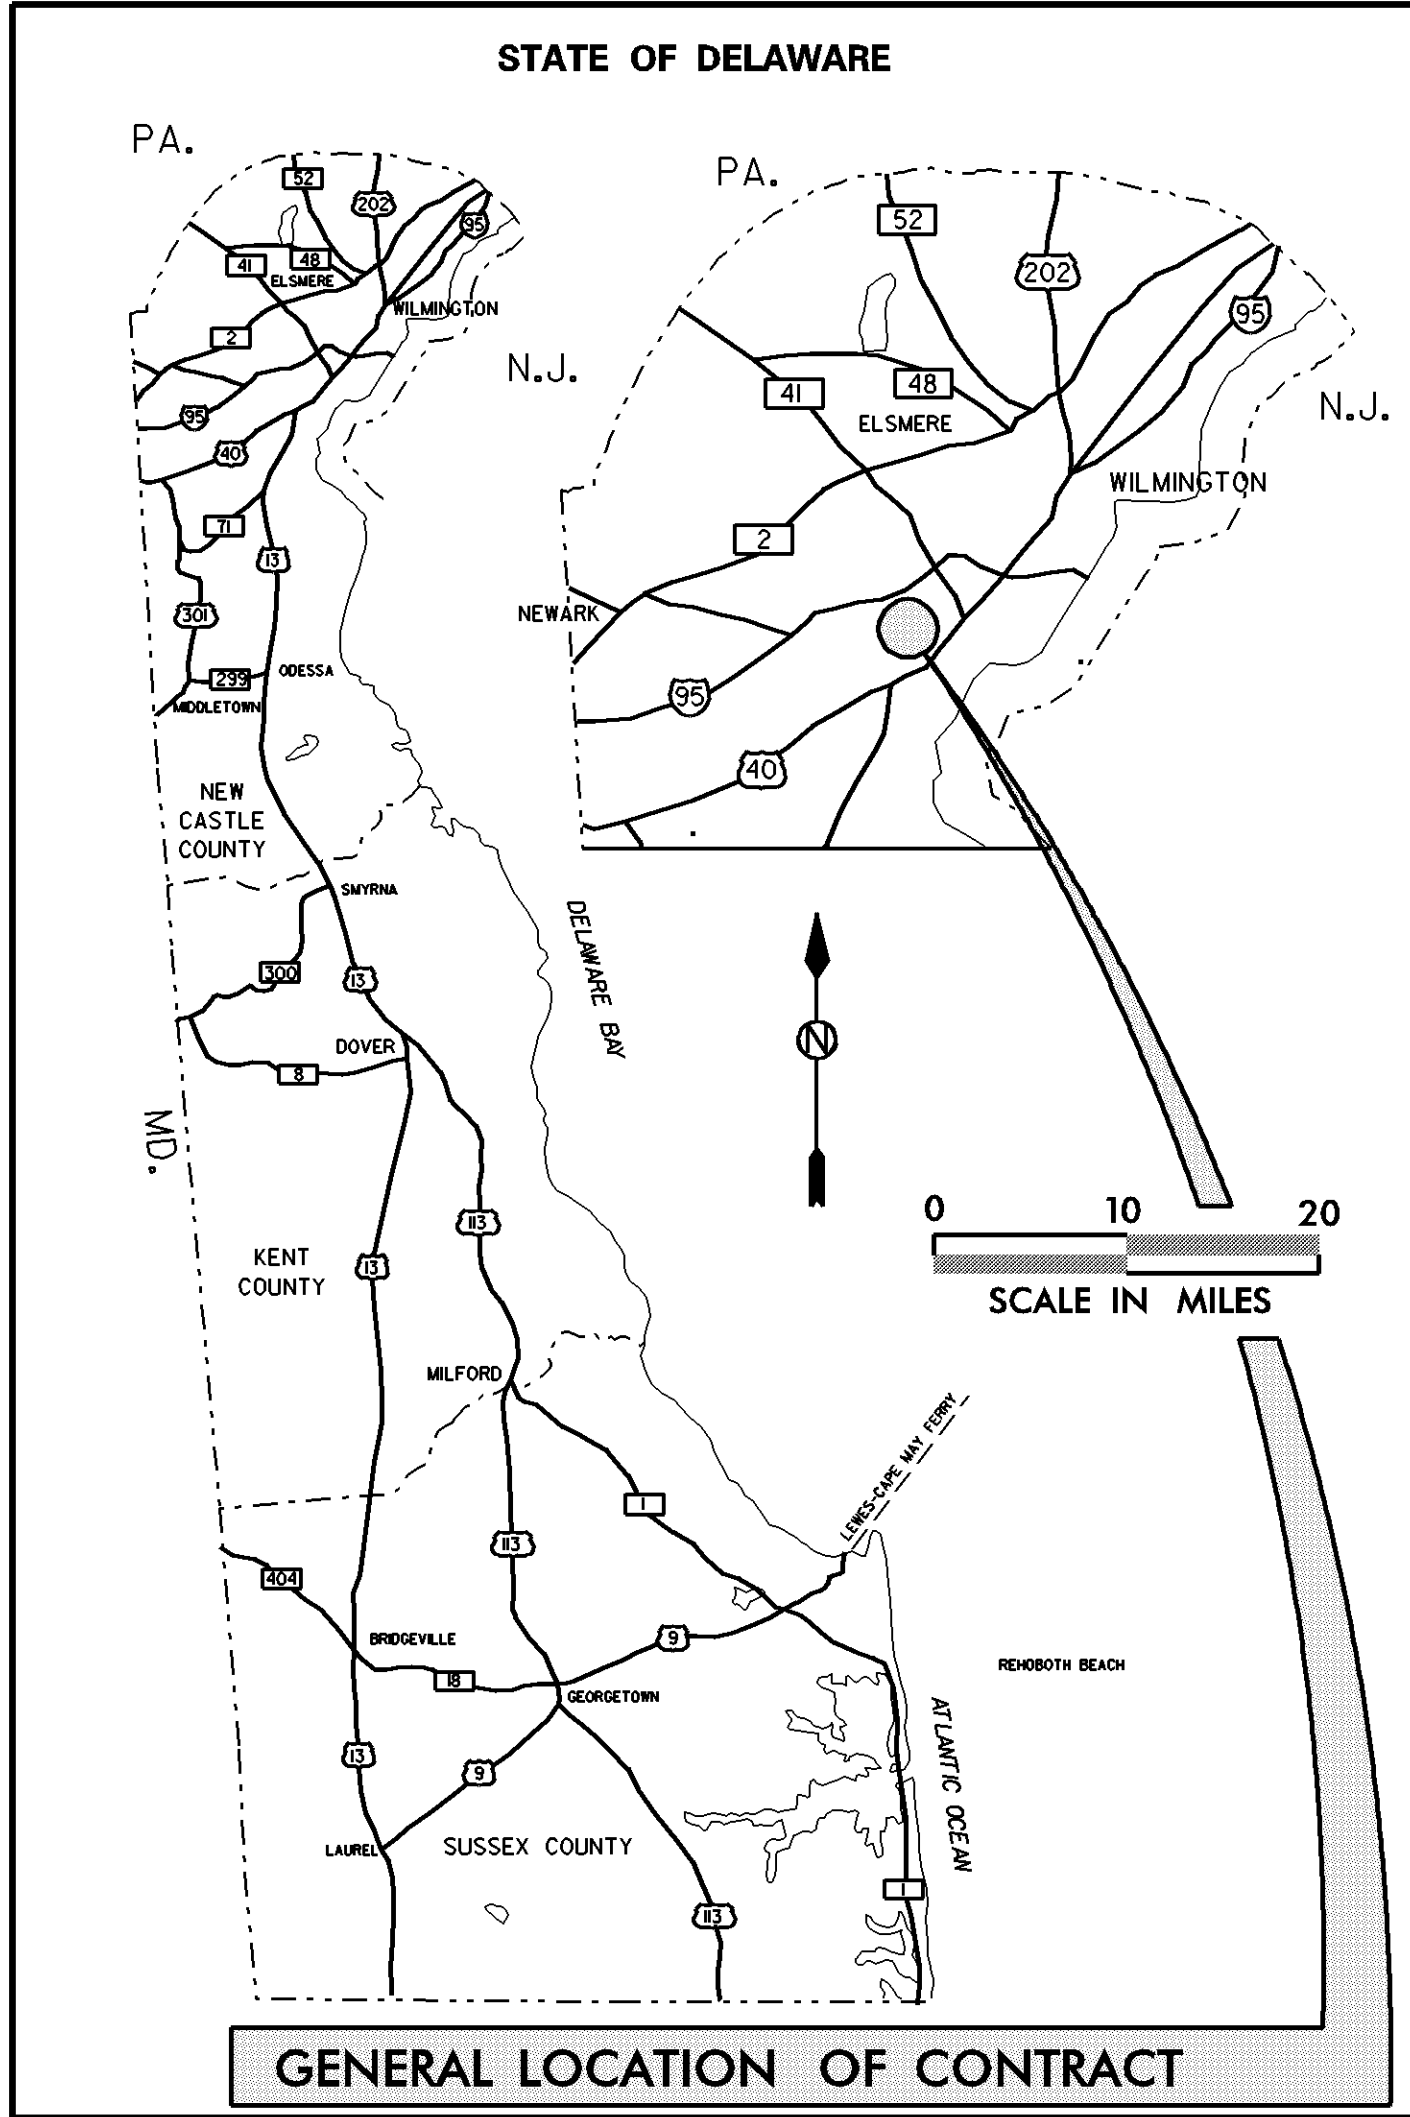 STATE OF DELAWARE
PA.
52
202
95
41
48
ELSMERE
WILMINGTON
2
N.J.
95
40
71
13
301
299
ODESSA
MIDDLETOWN
NEW
CASTLE
COUNTY
SMYRNA
300
13
DOVER
8
MD.
113
KENT
COUNTY
13
MILFORD
1
113
404
BRIDGEVILLE
18
9
GEORGETOWN
13
9
LAUREL
SUSSEX COUNTY
113
1
DELAWARE BAY
LEWES-CAPE MAY FERRY
REHOBOTH BEACH
ATLANTIC OCEAN
PA.
52
202
95
41
48
ELSMERE
N.J.
WILMINGTON
2
NEWARK
95
40
N
0 10 20
SCALE IN MILES
GENERAL LOCATION OF CONTRACT